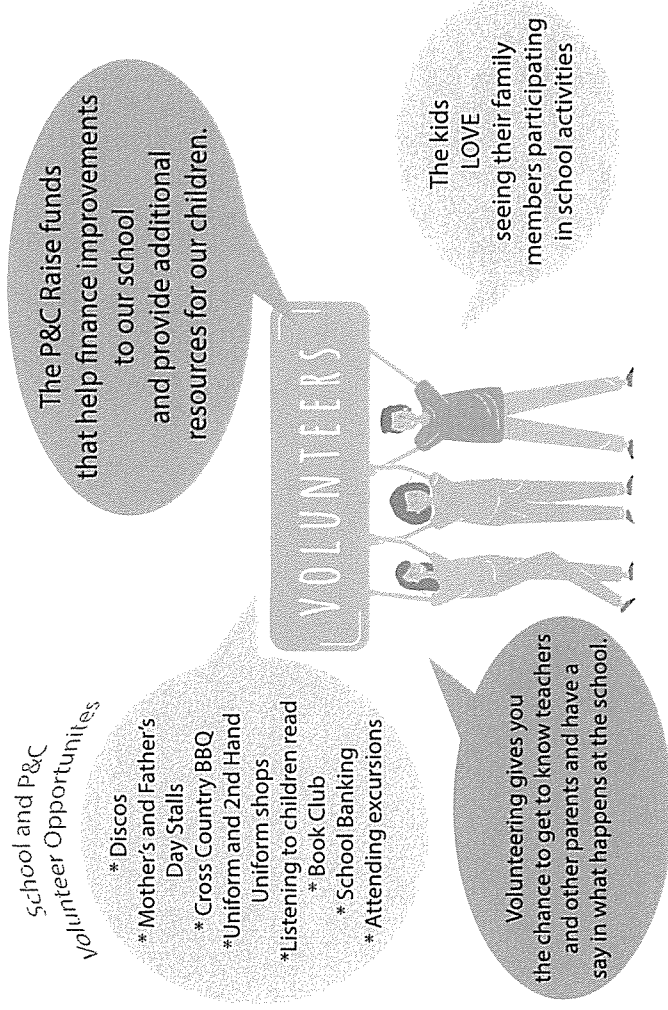 School and P&C
Volunteer Opportunites
* Discos
* Mother's and Father's
Day Stalls
* Cross Country BBQ
*Uniform and 2nd Hand
Uniform shops
*Listening to children read
* Book Club
* School Banking
* Attending excursions
The P&C Raise funds
that help finance improvements
to our school
and provide additional
resources for our children.
VOLUNTEERS
Volunteering gives you
the chance to get to know teachers
and other parents and have a
say in what happens at the school.
The kids
LOVE
seeing their family
members participating
in school activities